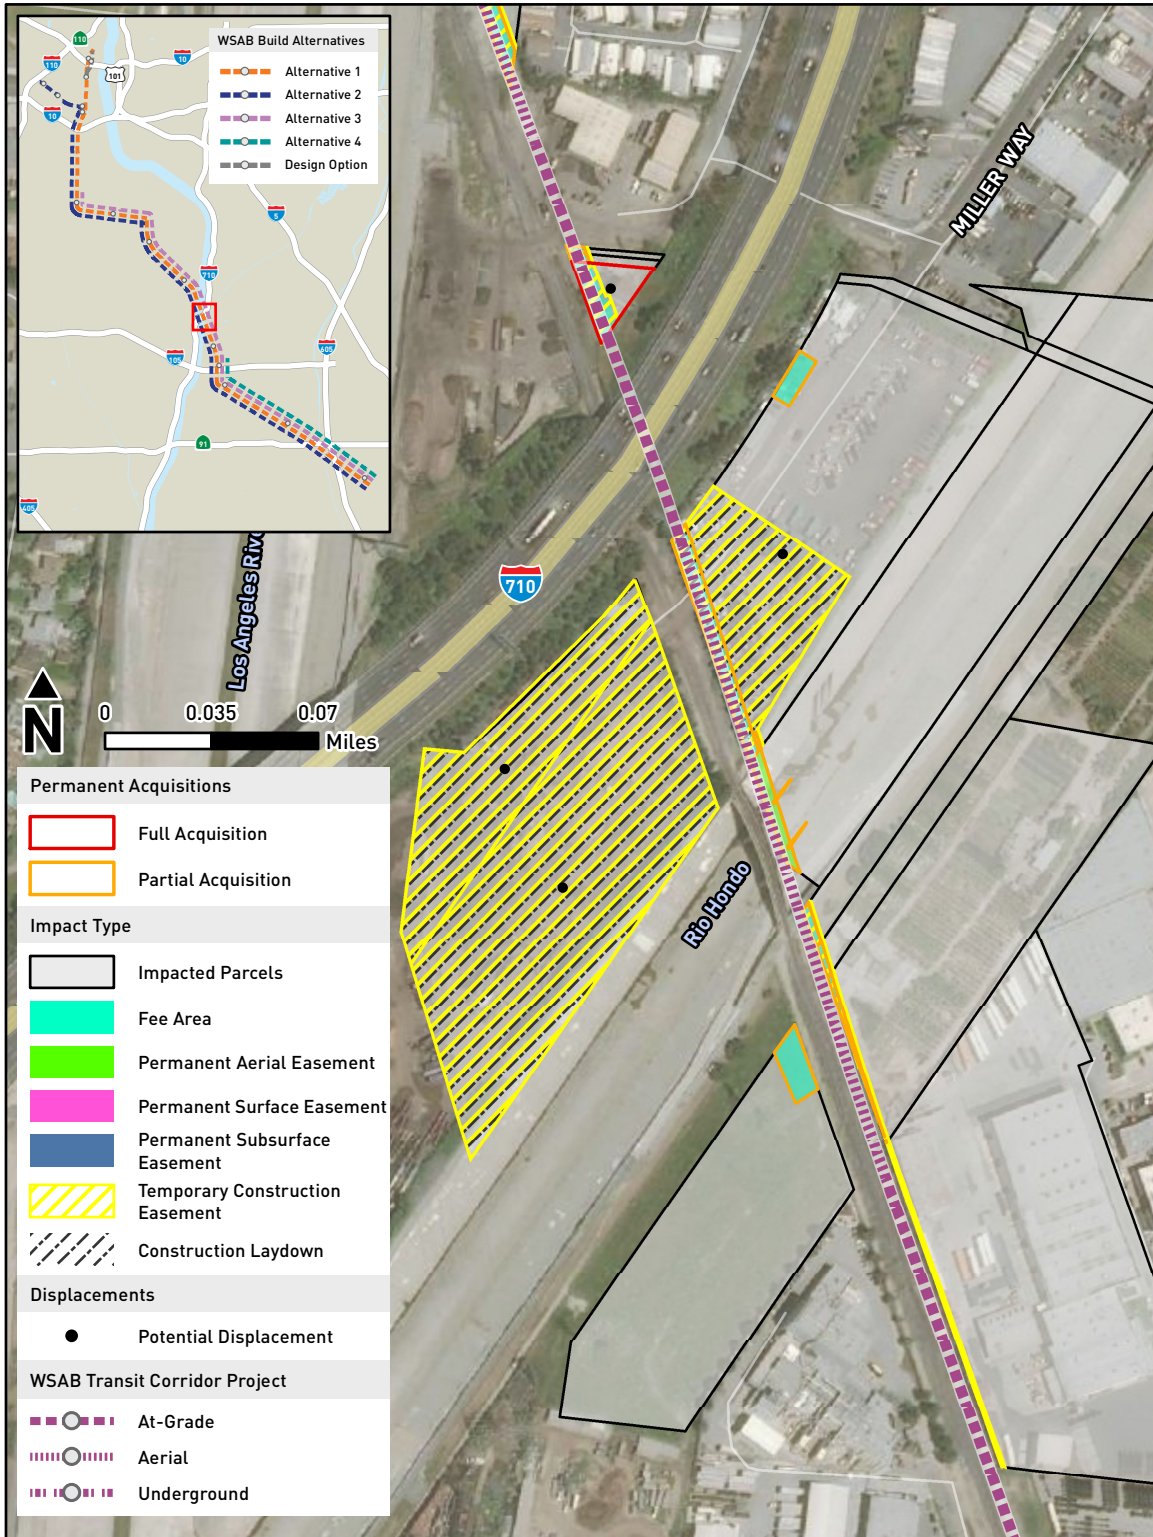 WSAB Build Alternatives
Alternative 1
Alternative 2
Alternative 3
Alternative 4
Design Option
110
110
10
101
10
5
710
105
605
91
405
MILLER WAY
710
Los Angeles Rive
Rio Hondo
N
0 0.035 0.07
Miles
Permanent Acquisitions
Full Acquisition
Partial Acquisition
Impact Type
Impacted Parcels
Fee Area
Permanent Aerial Easement
Permanent Surface Easement
Permanent Subsurface
Easement
Temporary Construction
Easement
Construction Laydown
Displacements
Potential Displacement
WSAB Transit Corridor Project
At-Grade
Aerial
Underground